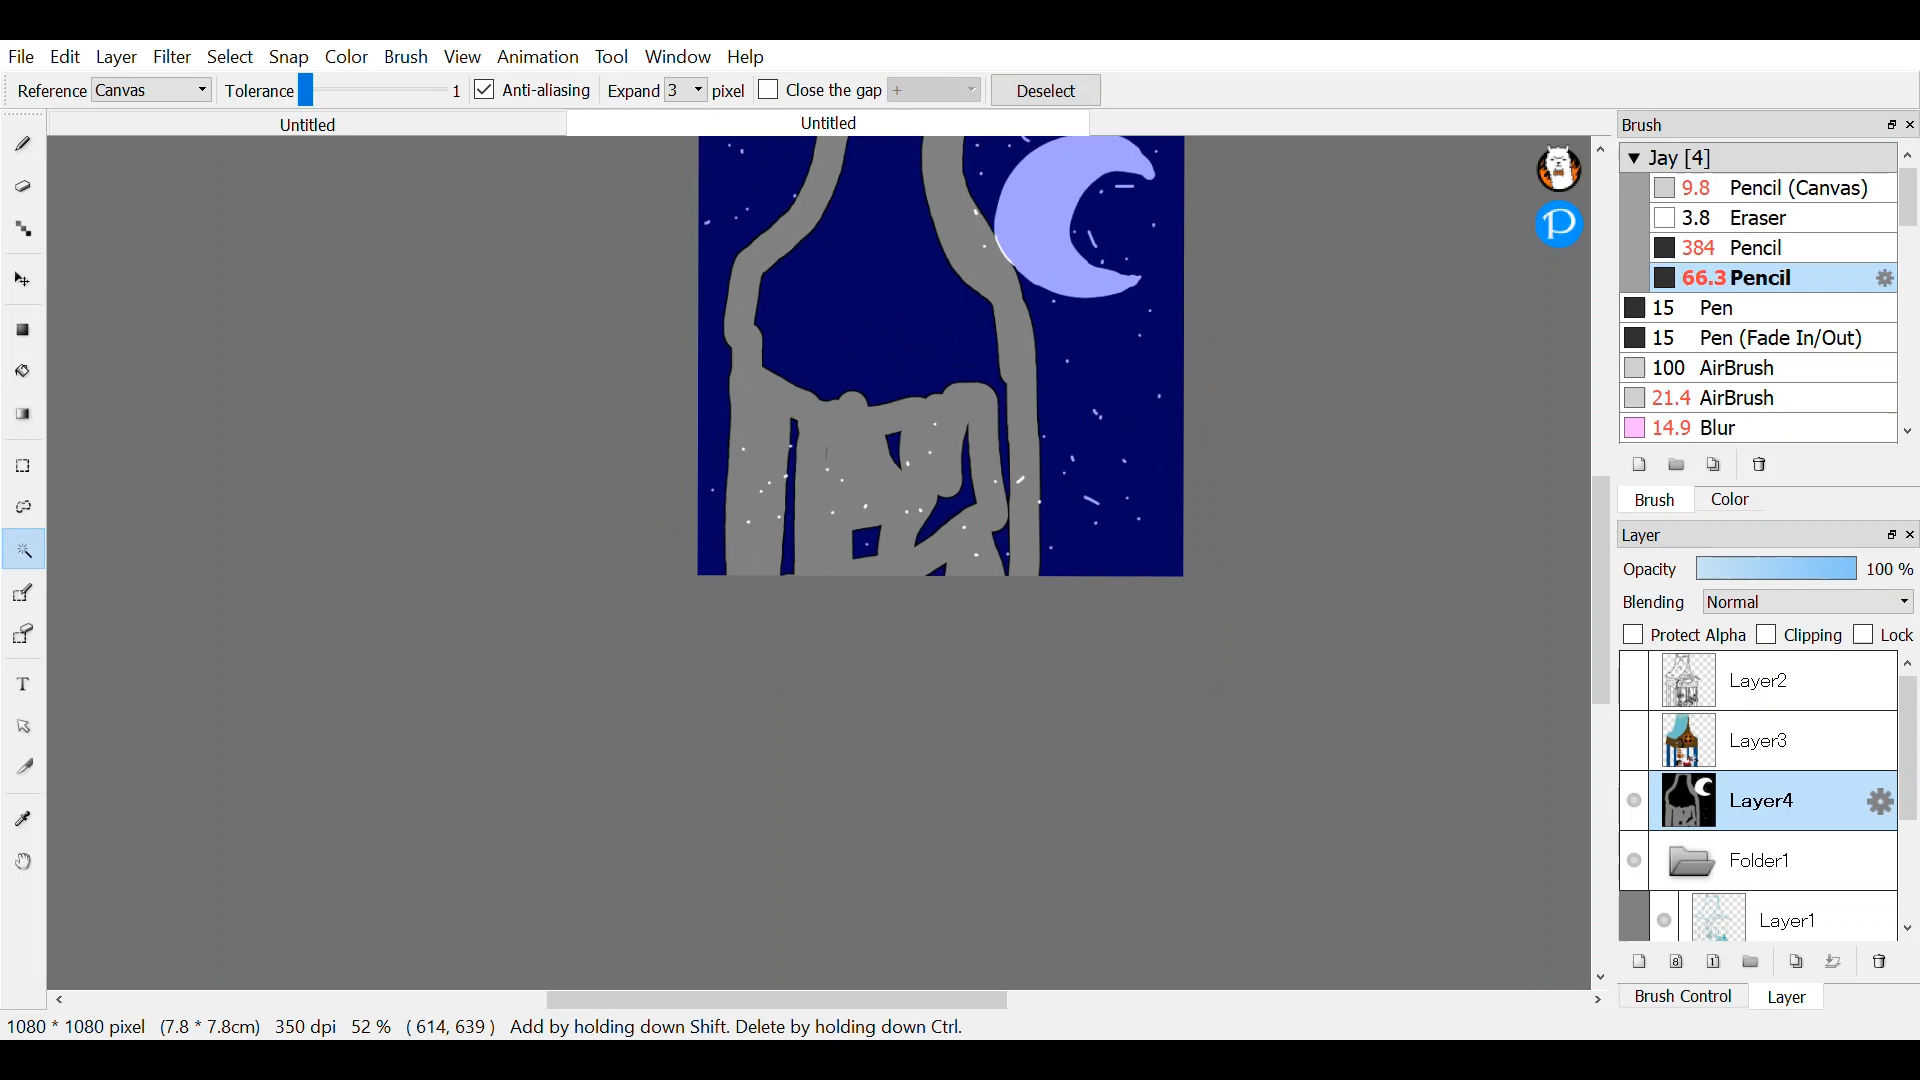 File Edit Layer Filter Select Snap Color Brush View Animation Tool Window Help
Reference Canvas Tolerance 1 Anti-aliasing Expand 3 pixel Close the gap + Deselect
Untitled Untitled
Brush
Jay [4]
9.8 Pencil (Canvas)
3.8 Eraser
384 Pencil
66.3 Pencil
15 Pen
15 Pen (Fade In/Out)
100 AirBrush
21.4 AirBrush
14.9 Blur
Brush Color
Layer
Opacity 100 %
Blending Normal
Protect Alpha Clipping Lock
Layer2
Layer3
Layer4
Folder1
Layer1
8 1
Brush Control Layer
T
P
1080 * 1080 pixel (7.8 * 7.8cm) 350 dpi 52 % ( 614, 639 ) Add by holding down Shift. Delete by holding down Ctrl.